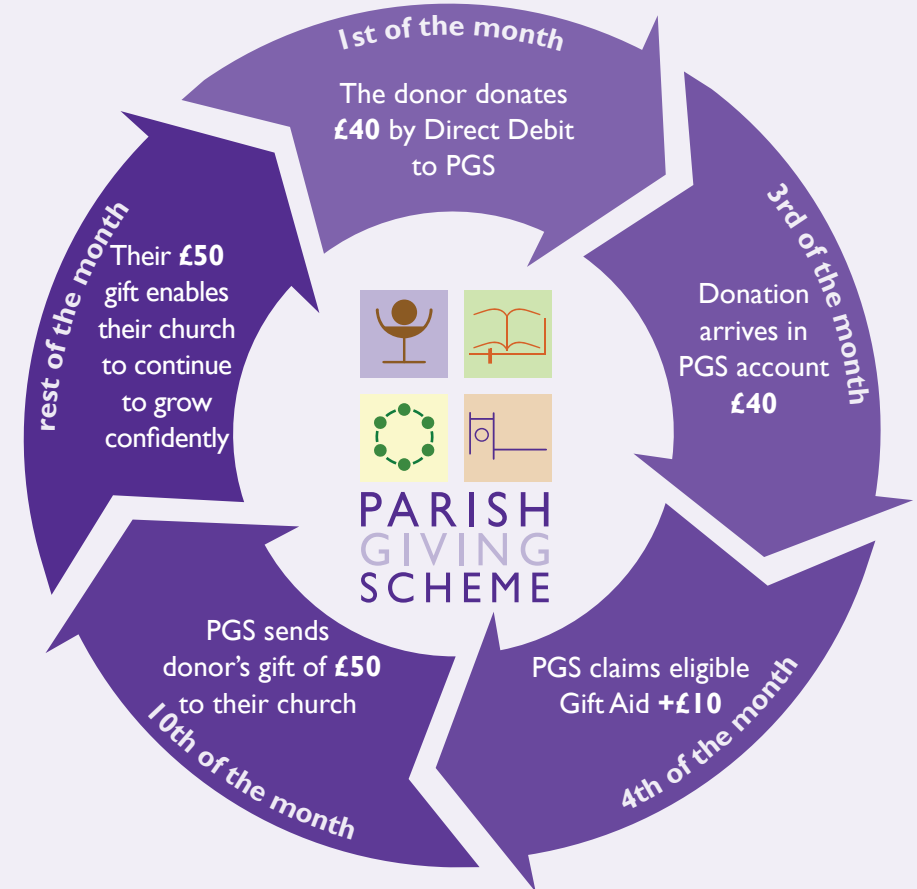 1st of the month
The donor donates
£40 by Direct Debit
to PGS
3rd of the month
Donation
arrives in
PGS account
£40
4th of the month
PGS claims eligible
Gift Aid +£10
10th of the month
PGS sends
donor's gift of £50
to their church
rest of the month
Their £50
gift enables
their church
to continue
to grow
confidently
PARISH
GIVING
SCHEME